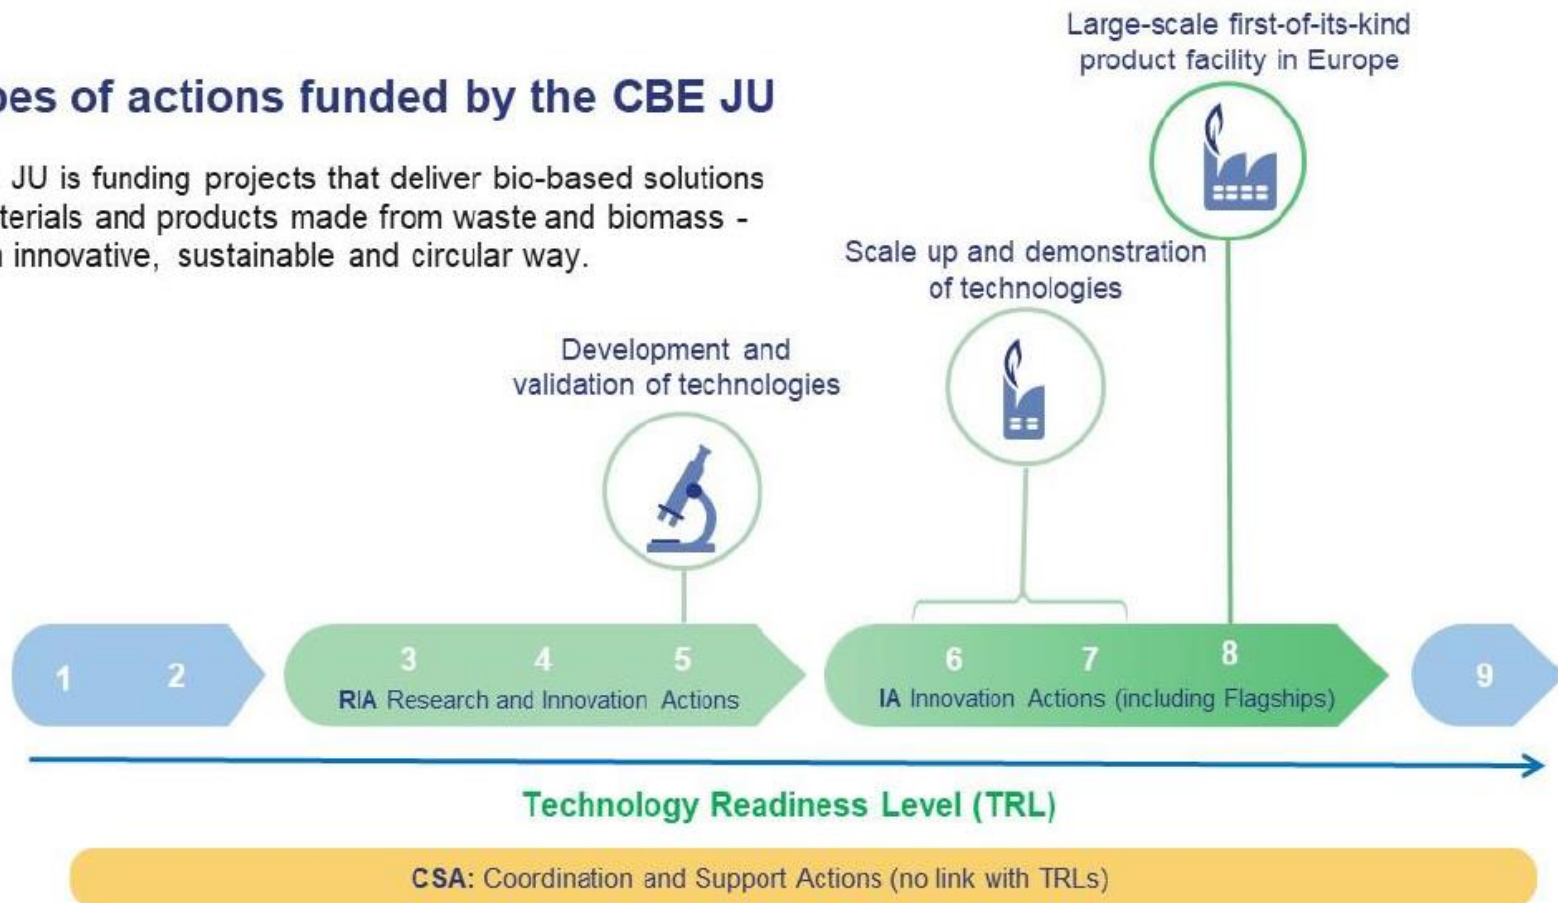 pes of actions funded by the CBE JU
JU is funding projects that deliver bio-based solutions
terials and products made from waste and biomass -
innovative, sustainable and circular way.
Large-scale first-of-its-kind
product facility in Europe
Scale up and demonstration
of technologies
Development and
validation of technologies
1 2 3 4 5 6 7 8 9
RIA Research and Innovation Actions
IA Innovation Actions (including Flagships)
Technology Readiness Level (TRL)
CSA: Coordination and Support Actions (no link with TRLs)